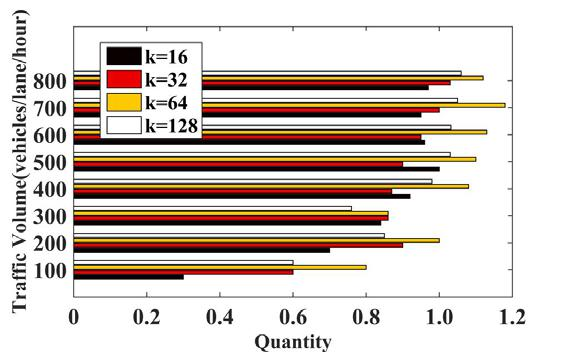 k=16
k=32
k=64
k=128
800
700
600
500
400
300
200
100
0 0.2 0.4 0.6 0.8 1.0 1.2
Quantity
Traffic Volume(vehicles/lane/hour)